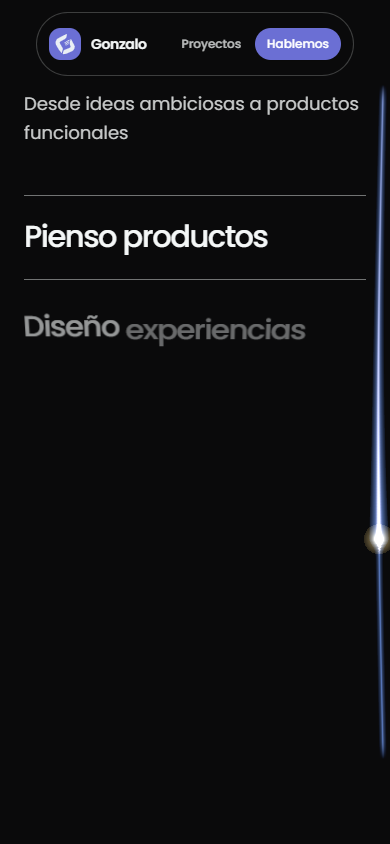 Gonzalo
Proyectos
Hablemos
Desde ideas ambiciosas a productos
funcionales
Pienso productos
Diseño experiencias